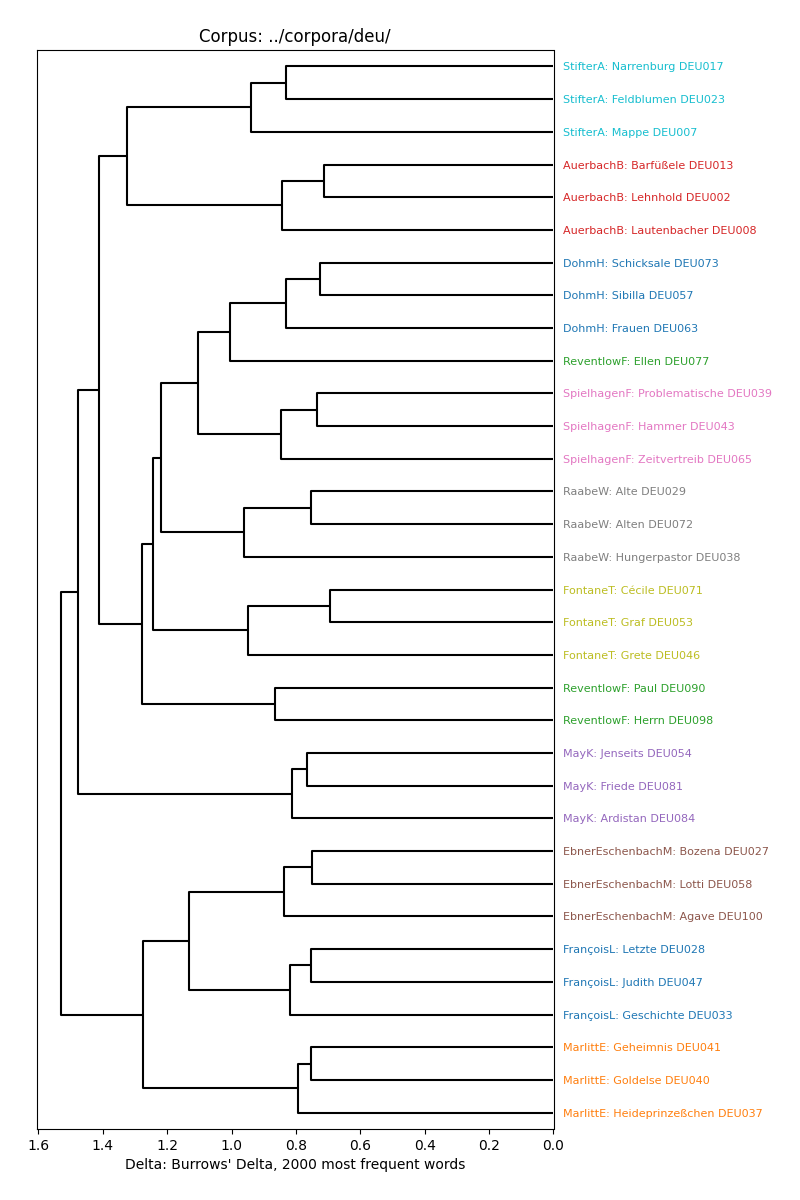 Corpus: ../corpora/deu/
StifterA: Narrenburg DEU017
StifterA: Feldblumen DEU023
StifterA: Mappe DEU007
AuerbachB: Barfüßele DEU013
AuerbachB: Lehnhold DEU002
AuerbachB: Lautenbacher DEU008
DohmH: Schicksale DEU073
DohmH: Sibilla DEU057
DohmH: Frauen DEU063
ReventlowF: Ellen DEU077
SpielhagenF: Problematische DEU039
SpielhagenF: Hammer DEU043
SpielhagenF: Zeitvertreib DEU065
RaabeW: Alte DEU029
RaabeW: Alten DEU072
RaabeW: Hungerpastor DEU038
FontaneT: Cécile DEU071
FontaneT: Graf DEU053
FontaneT: Grete DEU046
ReventlowF: Paul DEU090
ReventlowF: Herrn DEU098
MayK: Jenseits DEU054
MayK: Friede DEU081
MayK: Ardistan DEU084
EbnerEschenbachM: Bozena DEU027
EbnerEschenbachM: Lotti DEU058
EbnerEschenbachM: Agave DEU100
FrançoisL: Letzte DEU028
FrançoisL: Judith DEU047
FrançoisL: Geschichte DEU033
MarlittE: Geheimnis DEU041
MarlittE: Goldelse DEU040
MarlittE: Heideprinzeßchen DEU037
1.6 1.4 1.2 1.0 0.8 0.6 0.4 0.2 0.0
Delta: Burrows' Delta, 2000 most frequent words